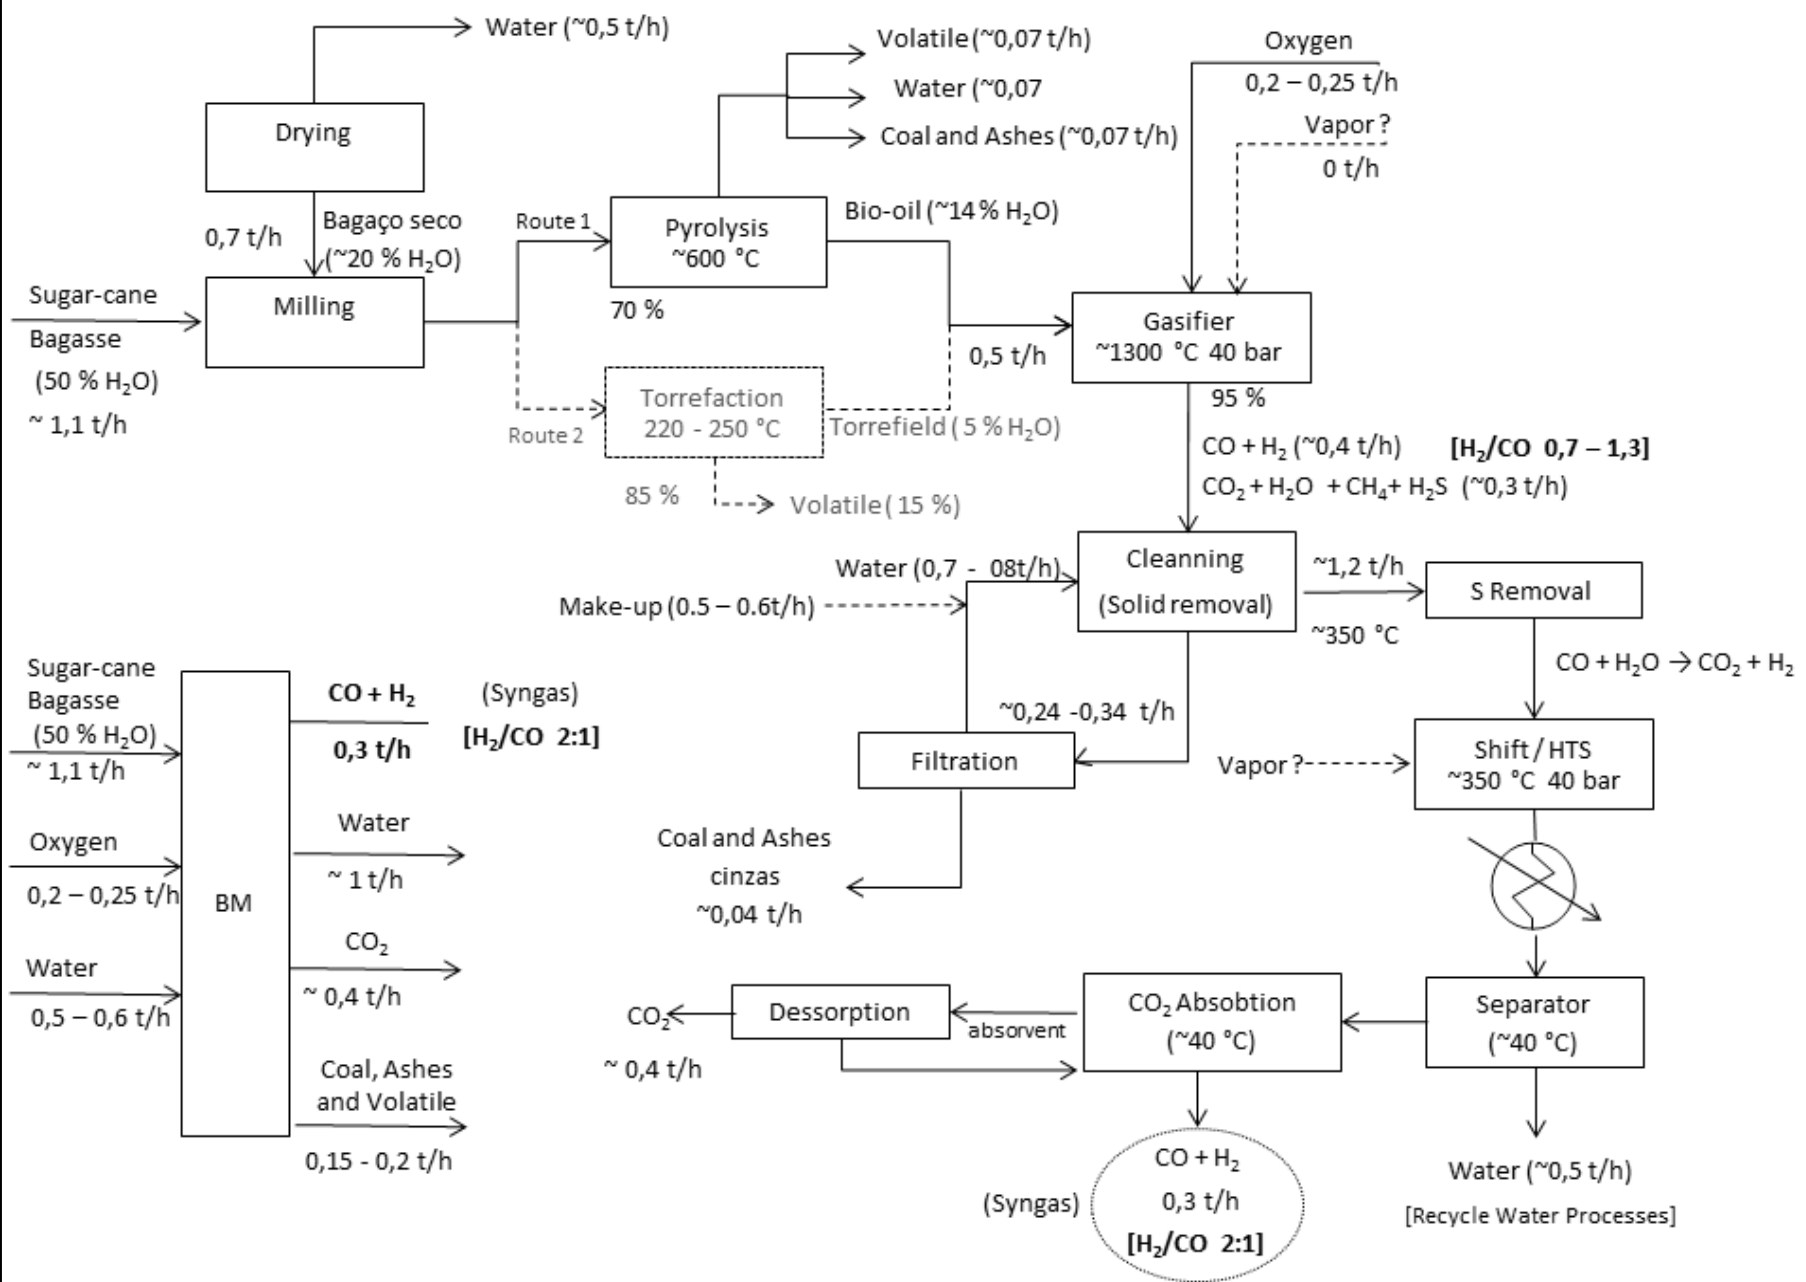 Water (~0,5 t/h)
Drying
0,7 t/h
Bagaço seco
(~20 % H₂O)
Sugar-cane
Bagasse
(50 % H₂O)
~ 1,1 t/h
Milling
Route 1
Route 2
Volatile (~0,07 t/h)
Water (~0,07
Coal and Ashes (~0,07 t/h)
Pyrolysis
~600 °C
70 %
Bio-oil (~14 % H₂O)
Torrefaction
220 - 250 °C
85 %
Torrefield ( 5 % H₂O)
Volatile ( 15 %)
0,5 t/h
Oxygen
0,2 – 0,25 t/h
Vapor ?
0 t/h
Gasifier
~1300 °C 40 bar
95 %
CO + H₂ (~0,4 t/h) [H₂/CO 0,7 – 1,3]
CO₂ + H₂O + CH₄+ H₂S (~0,3 t/h)
Water (0,7 - 08t/h)
Make-up (0.5 – 0.6t/h)
Cleanning
(Solid removal)
~1,2 t/h
~350 °C
S Removal
CO + H₂O → CO₂ + H₂
~0,24 -0,34 t/h
Filtration
Coal and Ashes
cinzas
~0,04 t/h
Vapor ?
Shift / HTS
~350 °C 40 bar
Separator
(~40 °C)
Water (~0,5 t/h)
[Recycle Water Processes]
CO₂ Absobtion
(~40 °C)
absorvent
Dessorption
CO₂
~ 0,4 t/h
(Syngas)
CO + H₂
0,3 t/h
[H₂/CO 2:1]
Sugar-cane
Bagasse
(50 % H₂O)
~ 1,1 t/h
Oxygen
0,2 – 0,25 t/h
Water
0,5 – 0,6 t/h
BM
CO + H₂ (Syngas)
0,3 t/h [H₂/CO 2:1]
Water
~ 1 t/h
CO₂
~ 0,4 t/h
Coal, Ashes
and Volatile
0,15 - 0,2 t/h